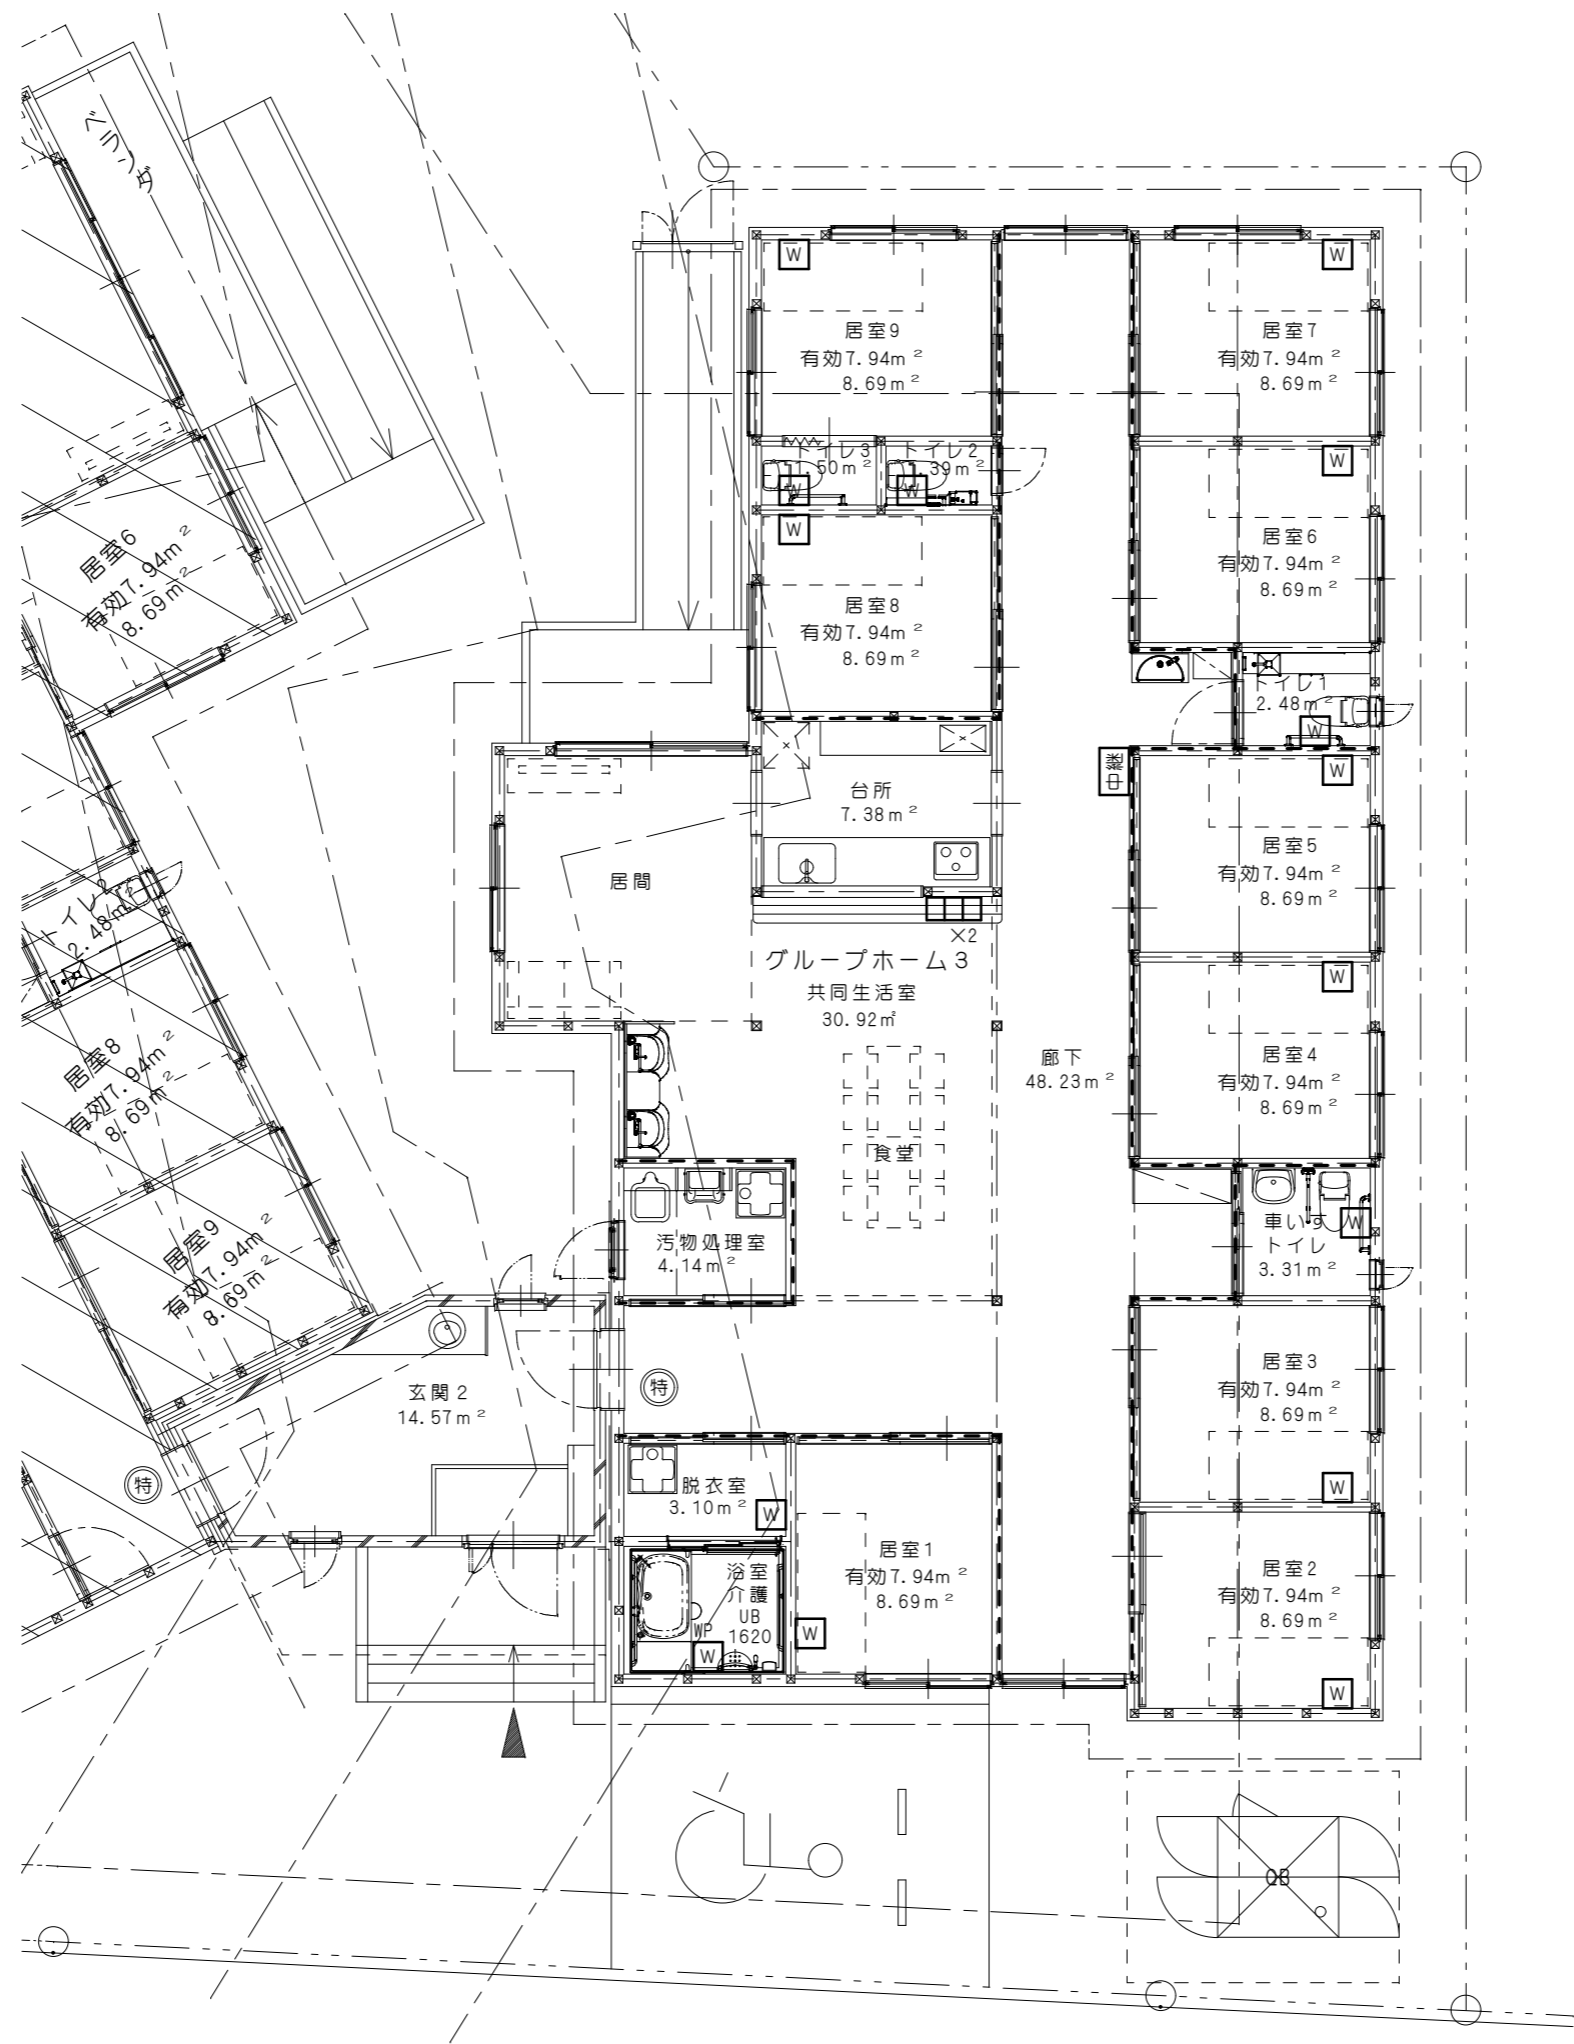 ベランダ
W
W
居室9
有効7.94m²
8.69m²
居室7
有効7.94m²
8.69m²
トイレ3
1.50m²
トイレ2
W
W
W
W
居室6
有効7.94m²
8.69m²
居室6
有効7.94m²
8.69m²
居室8
有効7.94m²
8.69m²
トイレ1
2.48m²
W
中継
W
台所
7.38m²
居室5
有効7.94m²
8.69m²
居間
トイレ2
2.48m²
×2
グループホーム3
共同生活室
30.92㎡
W
居室8
有効7.94m²
8.69m²
廊下
48.23m²
居室4
有効7.94m²
8.69m²
食堂
居室9
有効7.94m²
8.69m²
汚物処理室
4.14m²
車いす
トイレ
3.31m²
W
玄関2
14.57m²
特
居室3
有効7.94m²
8.69m²
特
脱衣室
3.10m²
W
W
浴室
介護
UB
1620
WP
W
居室1
有効7.94m²
8.69m²
W
居室2
有効7.94m²
8.69m²
W
QB